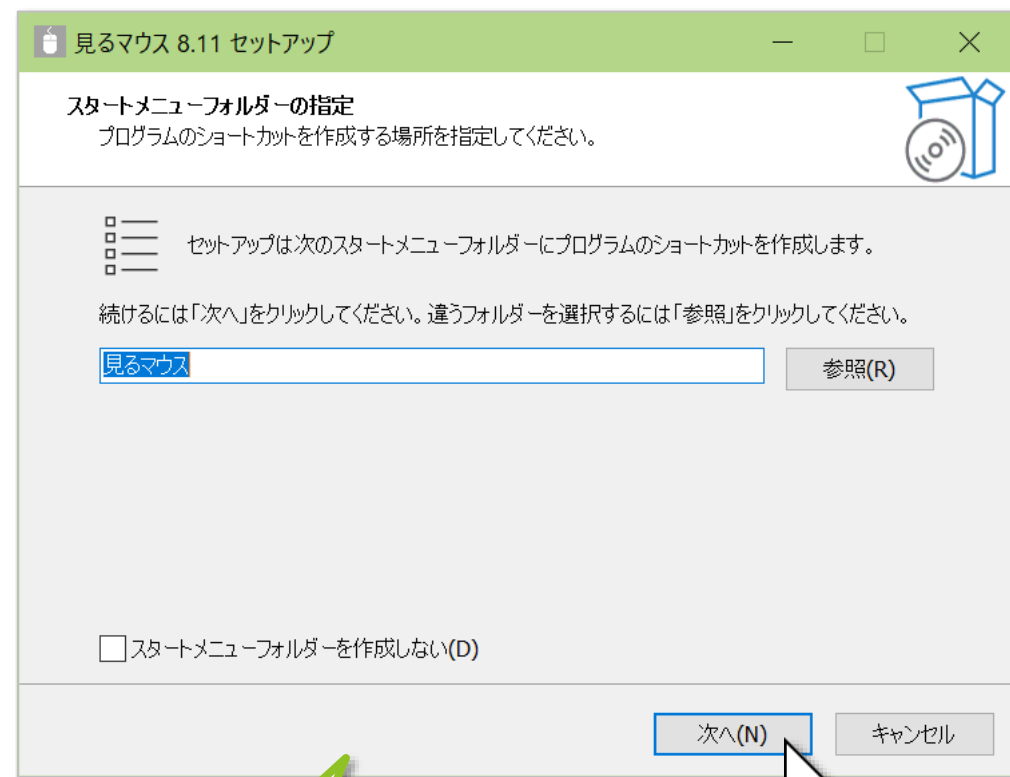 見るマウス 8.11 セットアップ
スタートメニューフォルダーの指定
プログラムのショートカットを作成する場所を指定してください。
セットアップは次のスタートメニューフォルダーにプログラムのショートカットを作成します。
続けるには「次へ」をクリックしてください。違うフォルダーを選択するには「参照」をクリックしてください。
見るマウス
参照(R)
スタートメニューフォルダーを作成しない(D)
次へ(N)
キャンセル